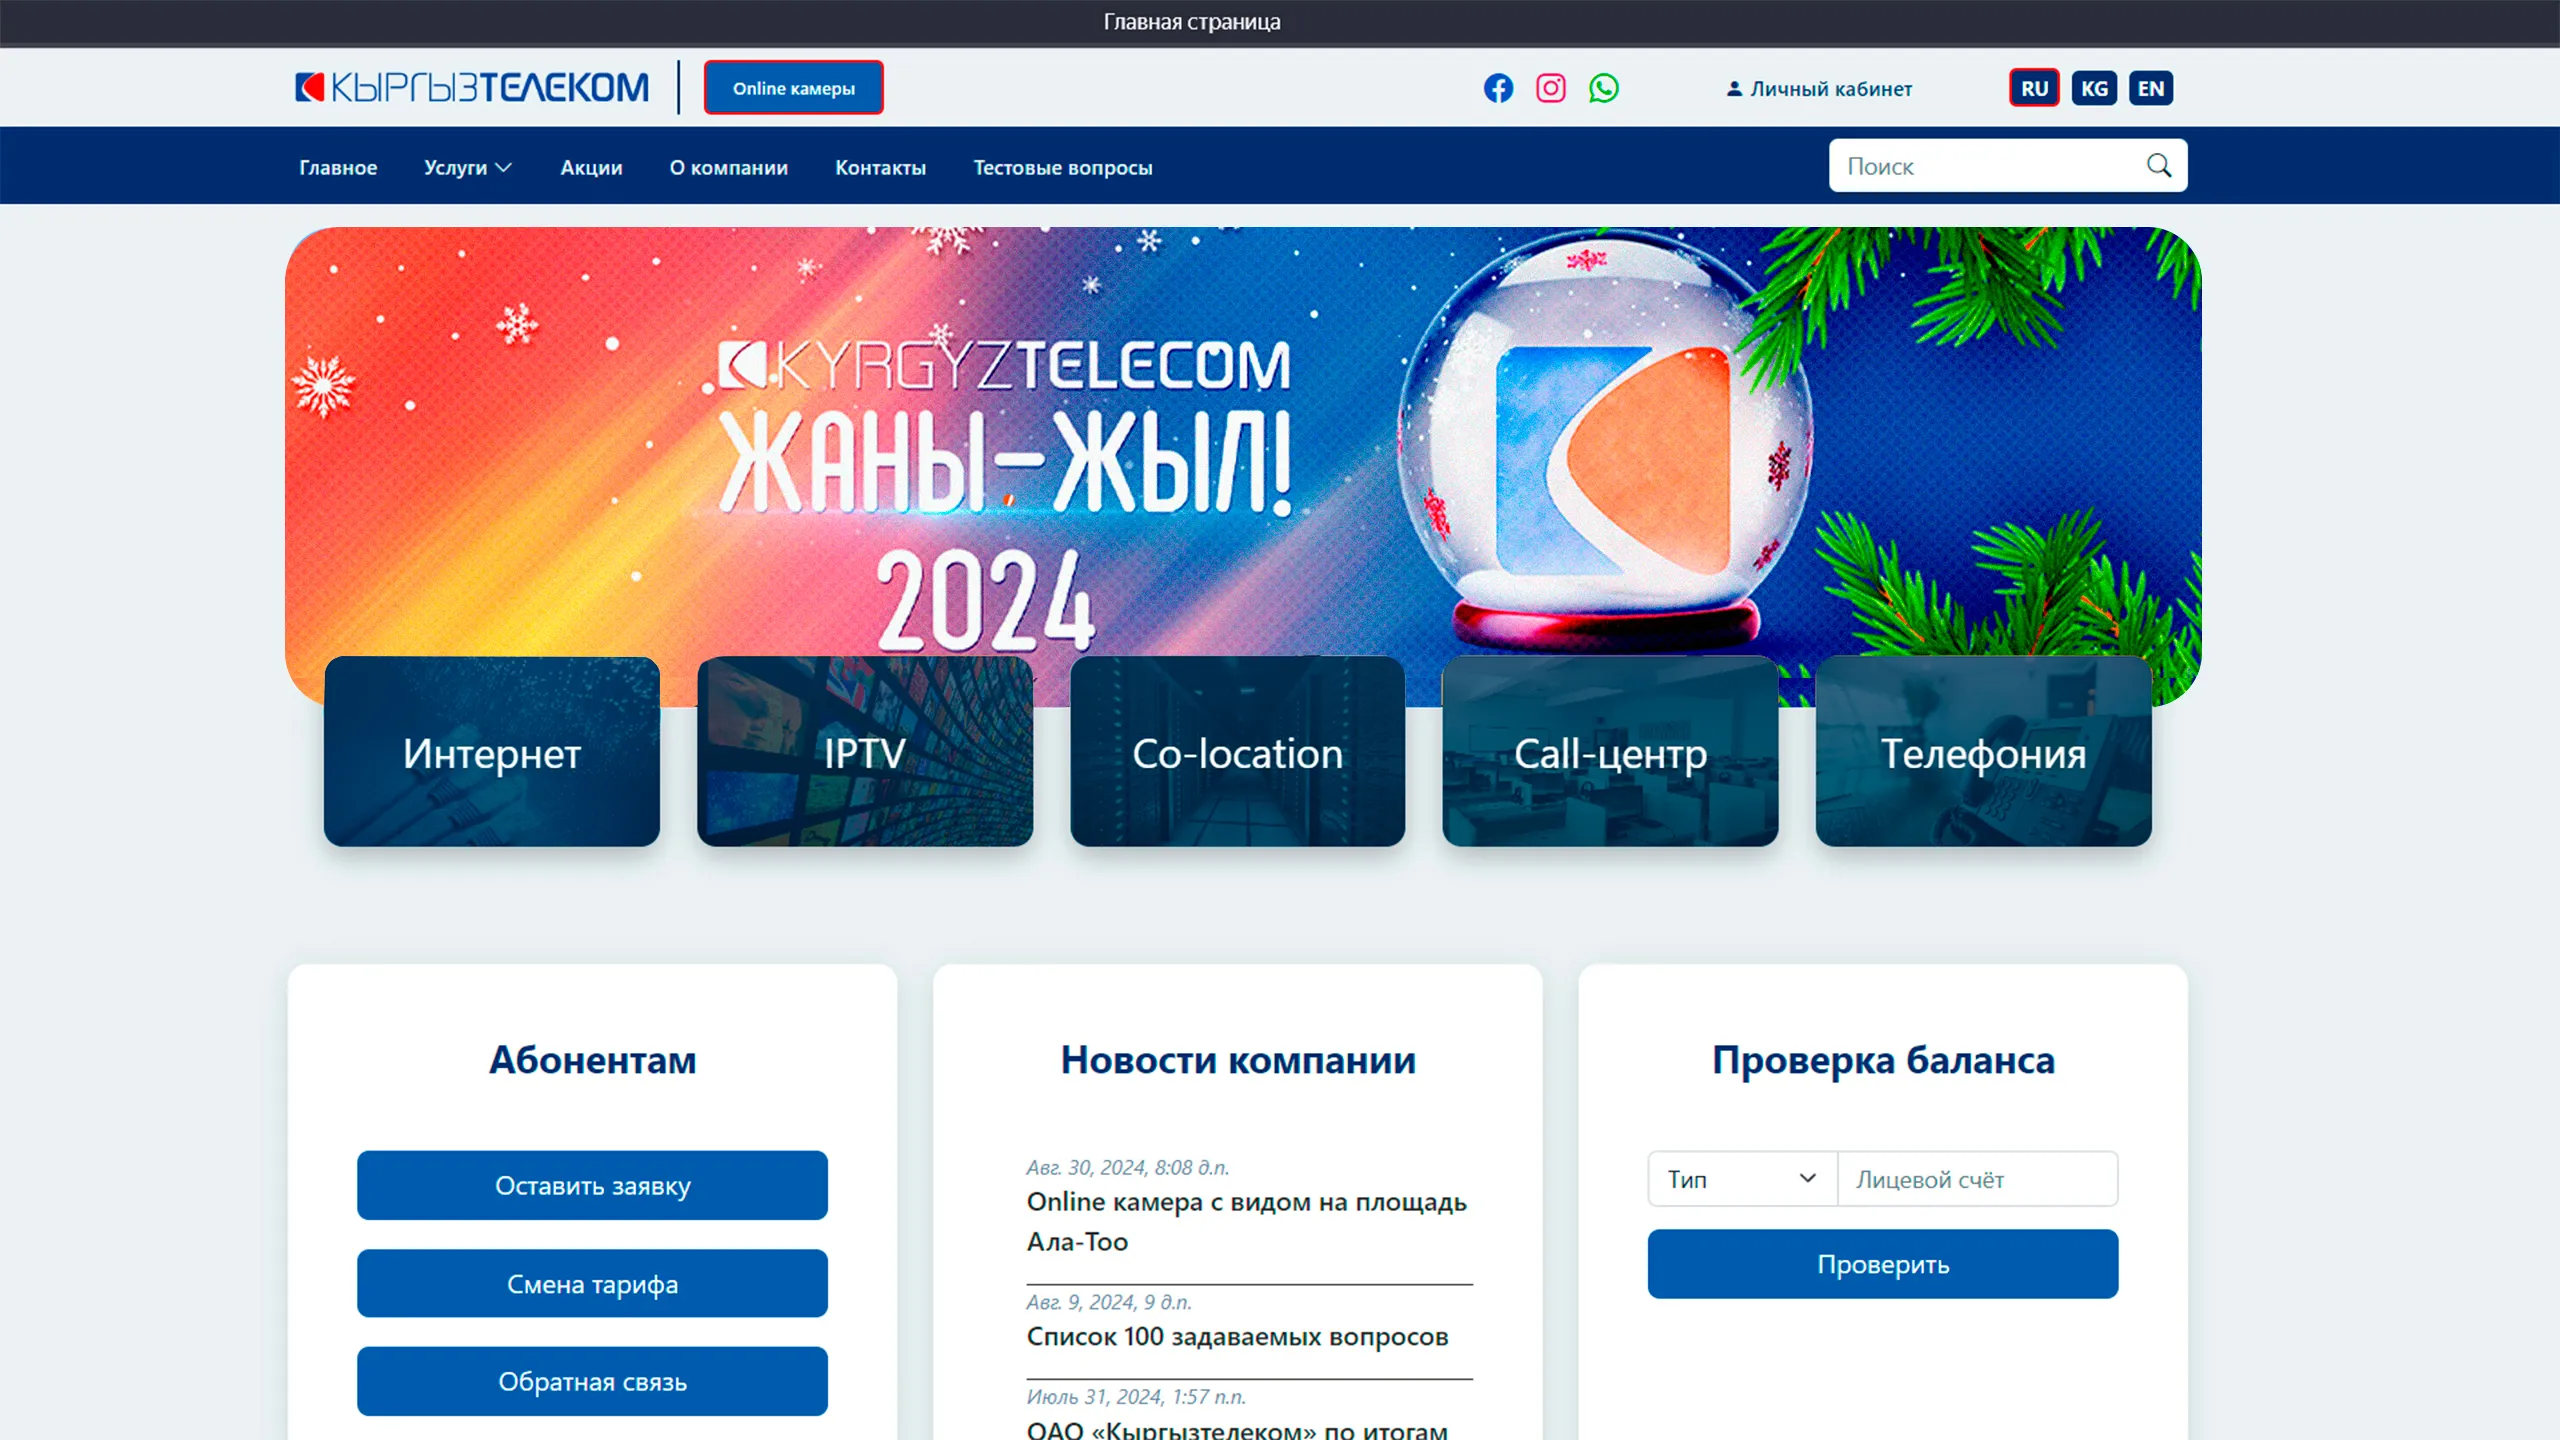 Главная страница
КЫРГЫЗТЕЛЕКОМ
Online камеры
Личный кабинет
RU KG EN
Главное Услуги Акции О компании Контакты Тестовые вопросы
Поиск
KYRGYZTELECOM
ЖАНЫ-ЖЫЛ!
2024
Интернет
IPTV
Co-location
Call-центр
Телефония
Абонентам
Оставить заявку
Смена тарифа
Обратная связь
Новости компании
Авг. 30, 2024, 8:08 д.п.
Online камера с видом на площадь
Ала-Тоо
Авг. 9, 2024, 9 д.п.
Список 100 задаваемых вопросов
Июль 31, 2024, 1:57 п.п.
ОАО «Кыргызтелеком» по итогам
Проверка баланса
Тип
Лицевой счёт
Проверить